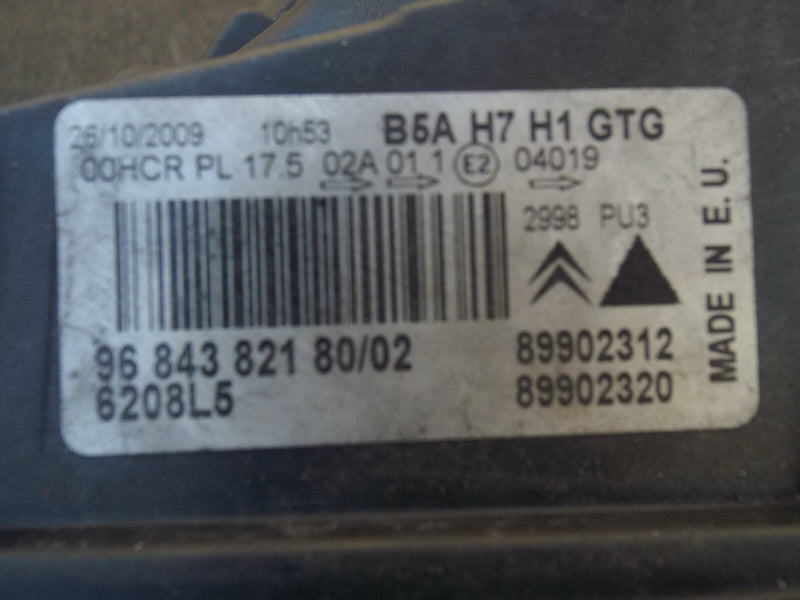 26/10/2009 10h53 B5A H7 H1 GTG
00HCR PL 17.5 02A 01 1 E2 04019
2998 PU3
96 843 821 80/02 89902312
6208L5 89902320
MADE IN E.U.